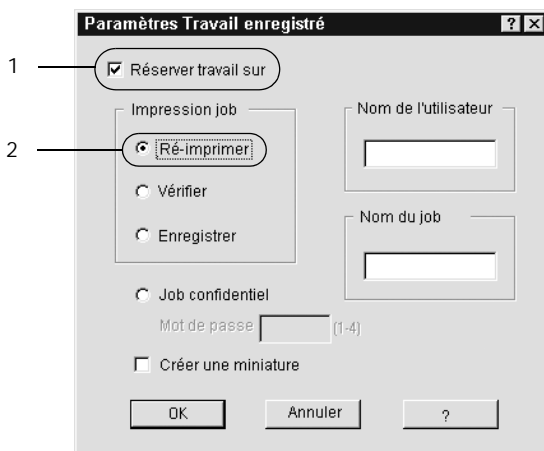 Paramètres Travail enregistré ? X
1
Réserver travail sur
Impression job
2
Ré-imprimer
Vérifier
Enregistrer
Nom de l'utilisateur
Nom du job
Job confidentiel
Mot de passe (1-4)
Créer une miniature
OK Annuler ?